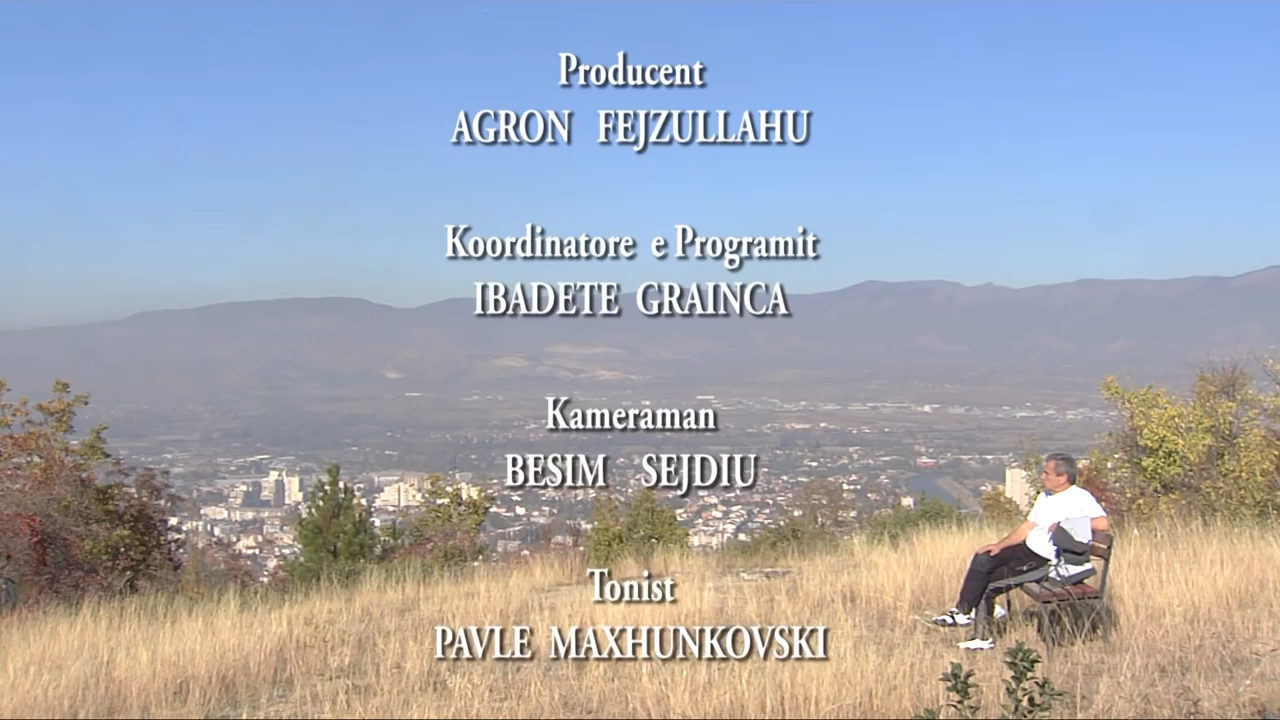 Producent
AGRON FEJZULLAHU
Koordinatore e Programit
IBADETE GRAINCA
Kameraman
BESIM SEJDIU
Tonist
PAVLE MAXHUNKOVSKI